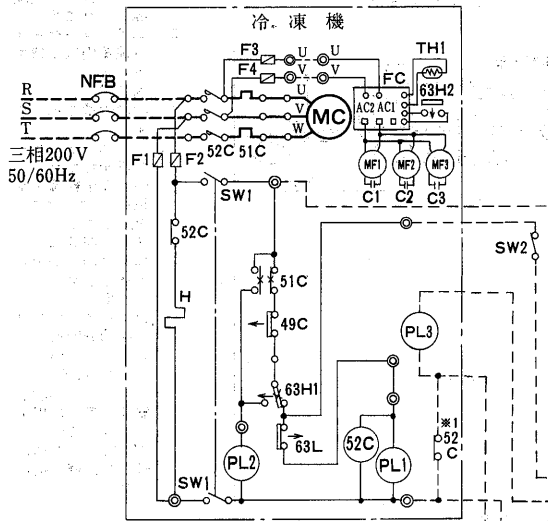 冷凍機
F3 U U
F4 V V
TH1
FC
63H2
NFB
R
S
T
U
V
W
MC
AC2 AC1
52C 51C
三相200V
50/60Hz
F1 F2
MF1 MF2 MF3
C1 C2 C3
SW1
52C
SW2
51C
49C
H
PL3
63H1
63L
※1
52
C
PL2
52C
PL1
SW1